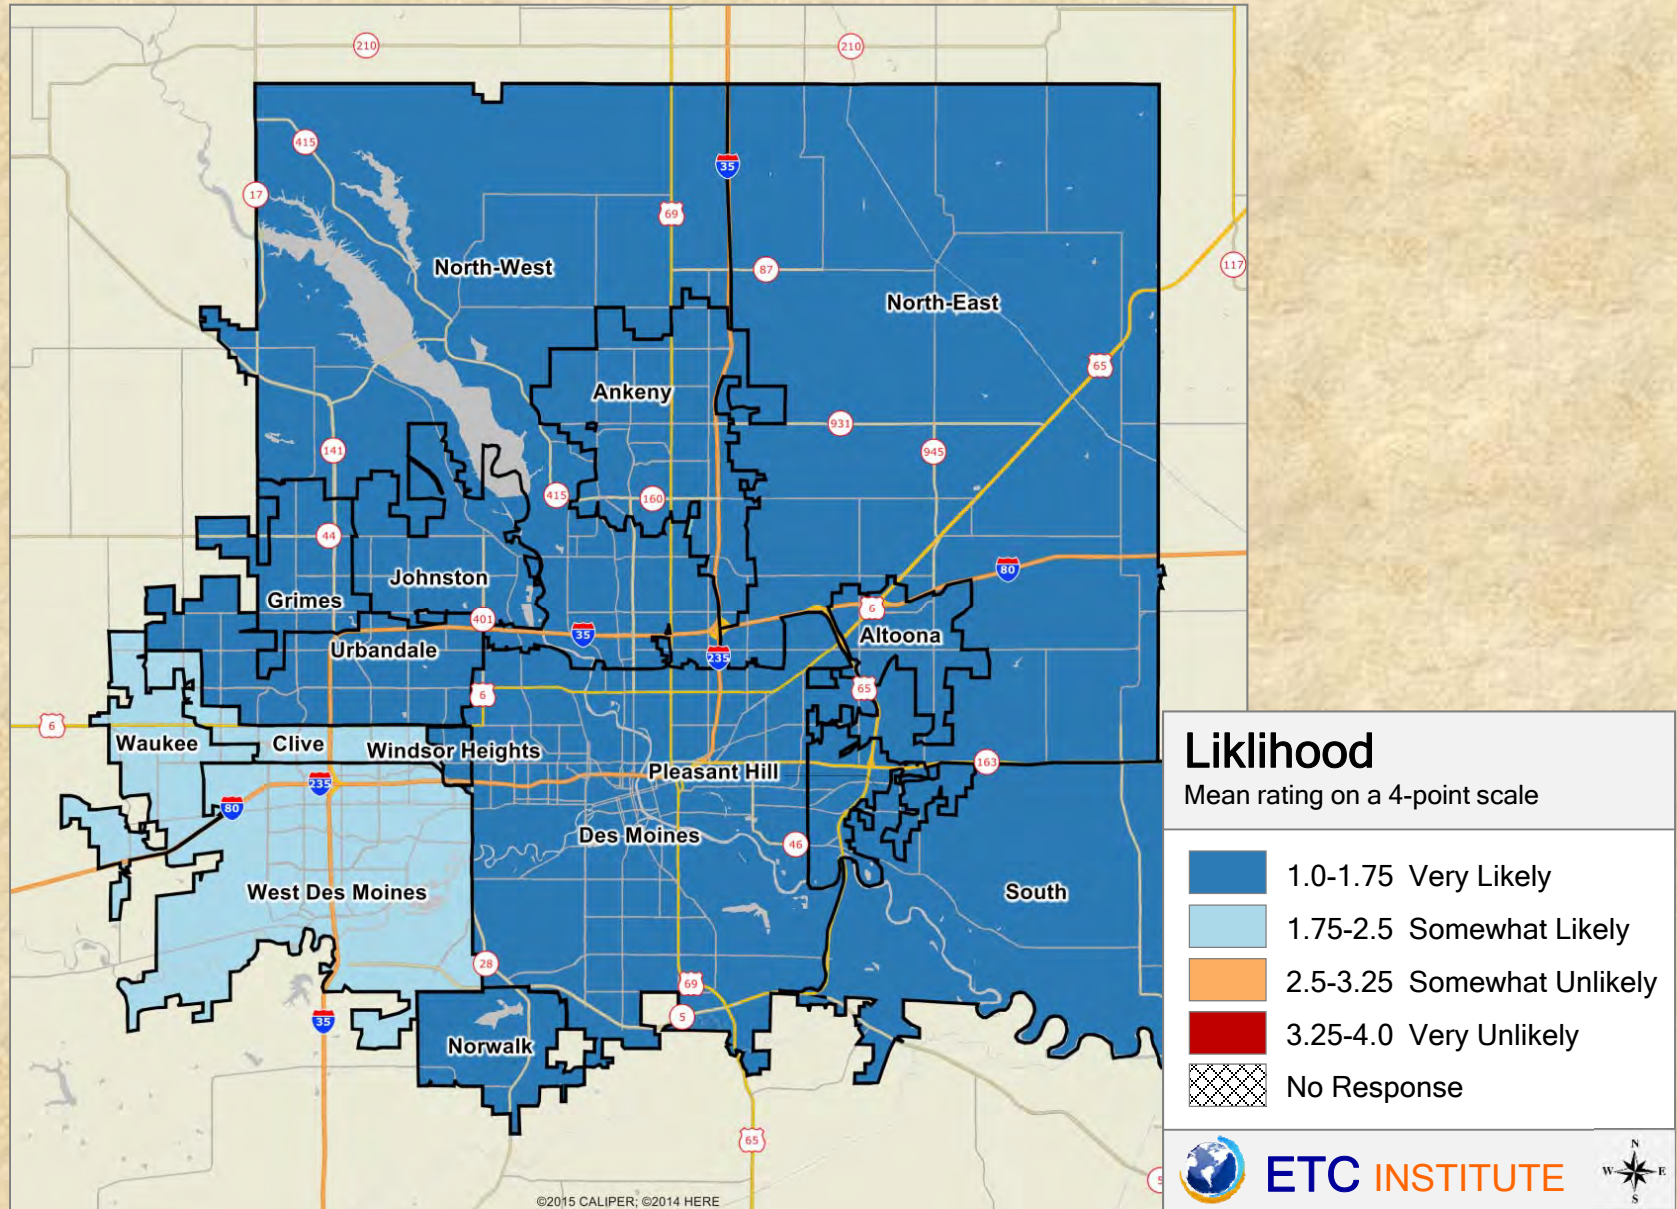 210
210
415
35
17
69
North-West
87
117
North-East
65
Ankeny
931
141
945
415
160
44
80
Johnston
Grimes
6
401
35
Altoona
Urbandale
235
65
6
6
Waukee
Clive
Windsor Heights
163
Pleasant Hill
235
80
Des Moines
46
West Des Moines
South
28
69
5
35
Norwalk
65
5
©2015 CALIPER; ©2014 HERE
Liklihood
Mean rating on a 4-point scale
1.0-1.75 Very Likely
1.75-2.5 Somewhat Likely
2.5-3.25 Somewhat Unlikely
3.25-4.0 Very Unlikely
No Response
ETC INSTITUTE
N
W E
S